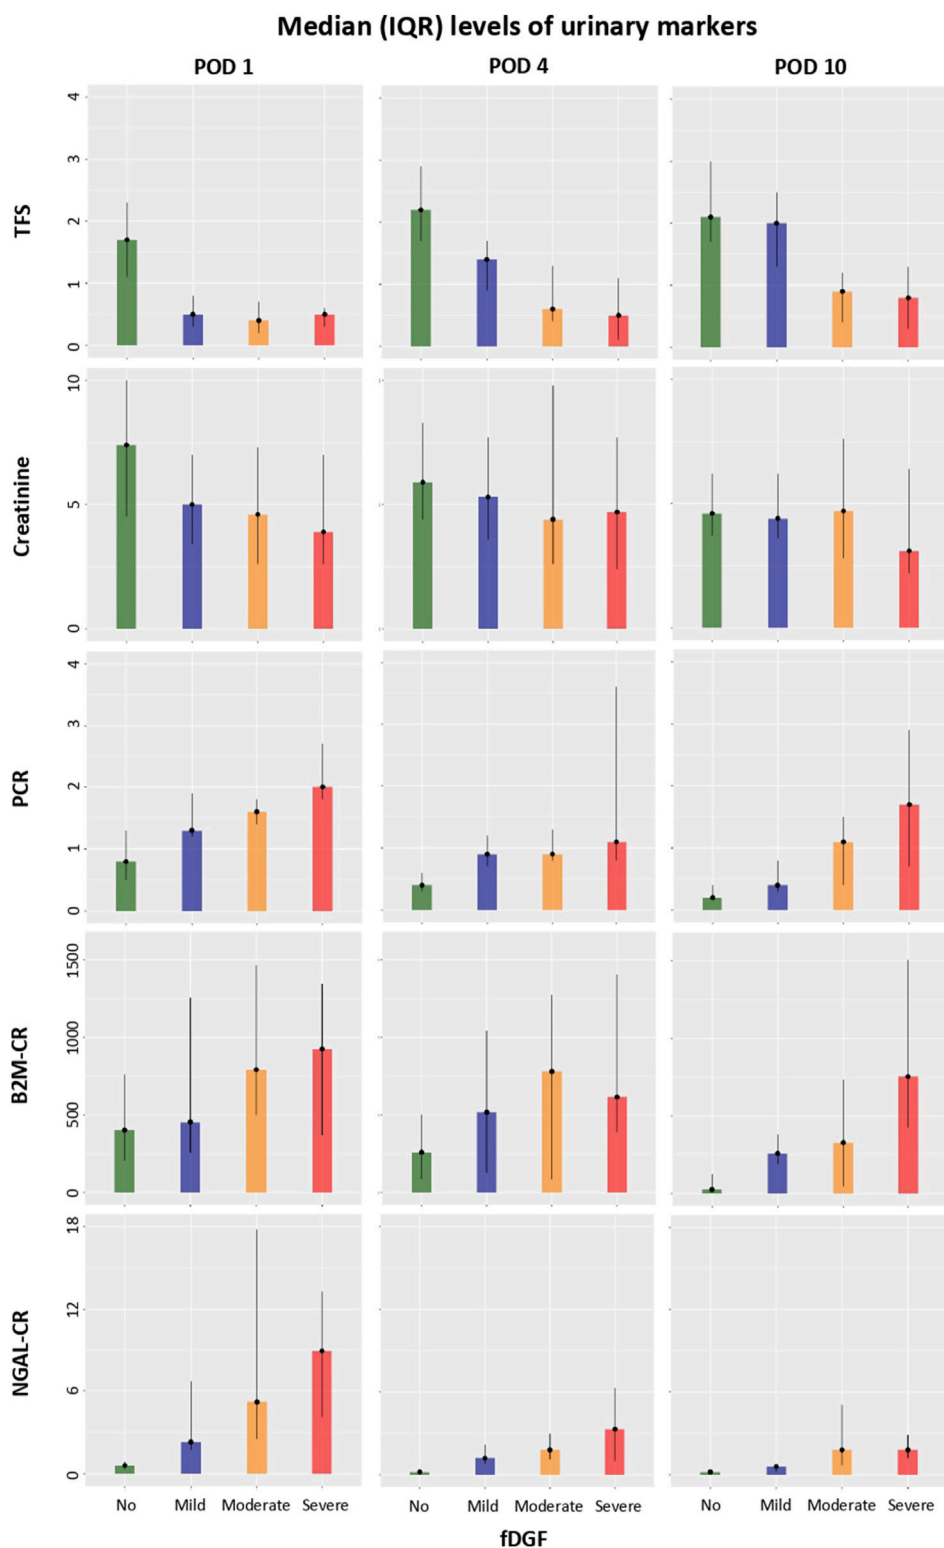 Median (IQR) levels of urinary markers
POD 1 POD 4 POD 10
TFS
4
3
2
1
0
Creatinine
10
5
0
PCR
4
3
2
1
0
B2M-CR
1500
1000
500
0
NGAL-CR
18
12
6
0
No Mild Moderate Severe No Mild Moderate Severe No Mild Moderate Severe
fDGF